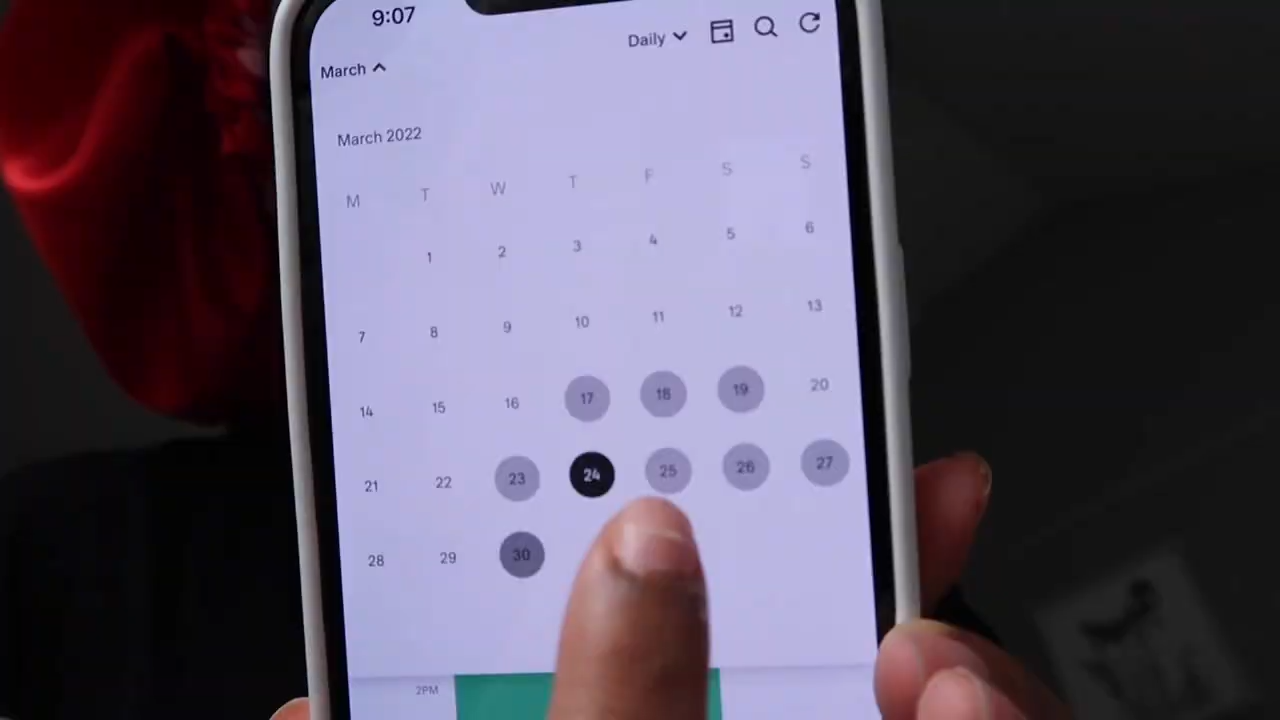 9:07
Daily
March
March 2022
M T W T F S S
1 2 3 4 5 6
7 8 9 10 11 12 13
14 15 16 17 18 19 20
21 22 23 24 25 26 27
28 29 30
2PM